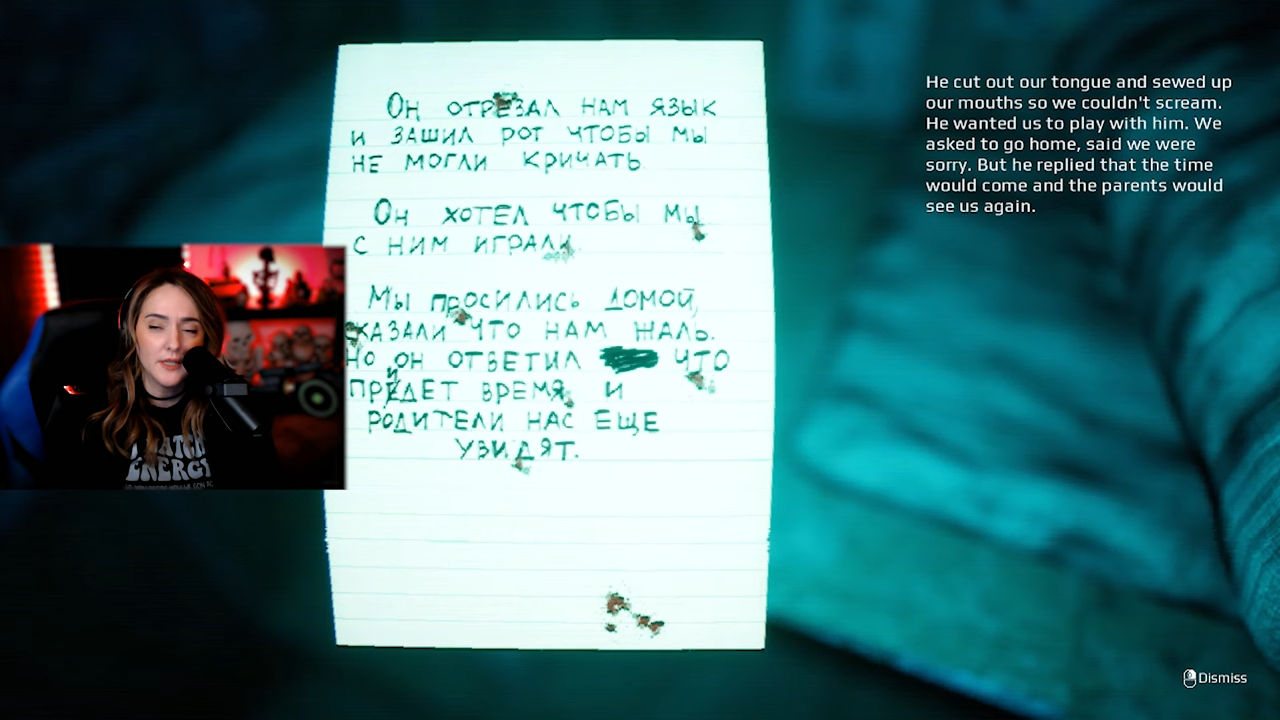 Он отрезал нам язык
и зашил рот чтобы мы
не могли кричать.
Он хотел чтобы мы
с ним играли.
Мы просились домой,
сказали что нам жаль.
Но он ответил что
прийдет время и
родители нас еще
увидят.
He cut out our tongue and sewed up
our mouths so we couldn't scream.
He wanted us to play with him. We
asked to go home, said we were
sorry. But he replied that the time
would come and the parents would
see us again.
ENERGY
Dismiss